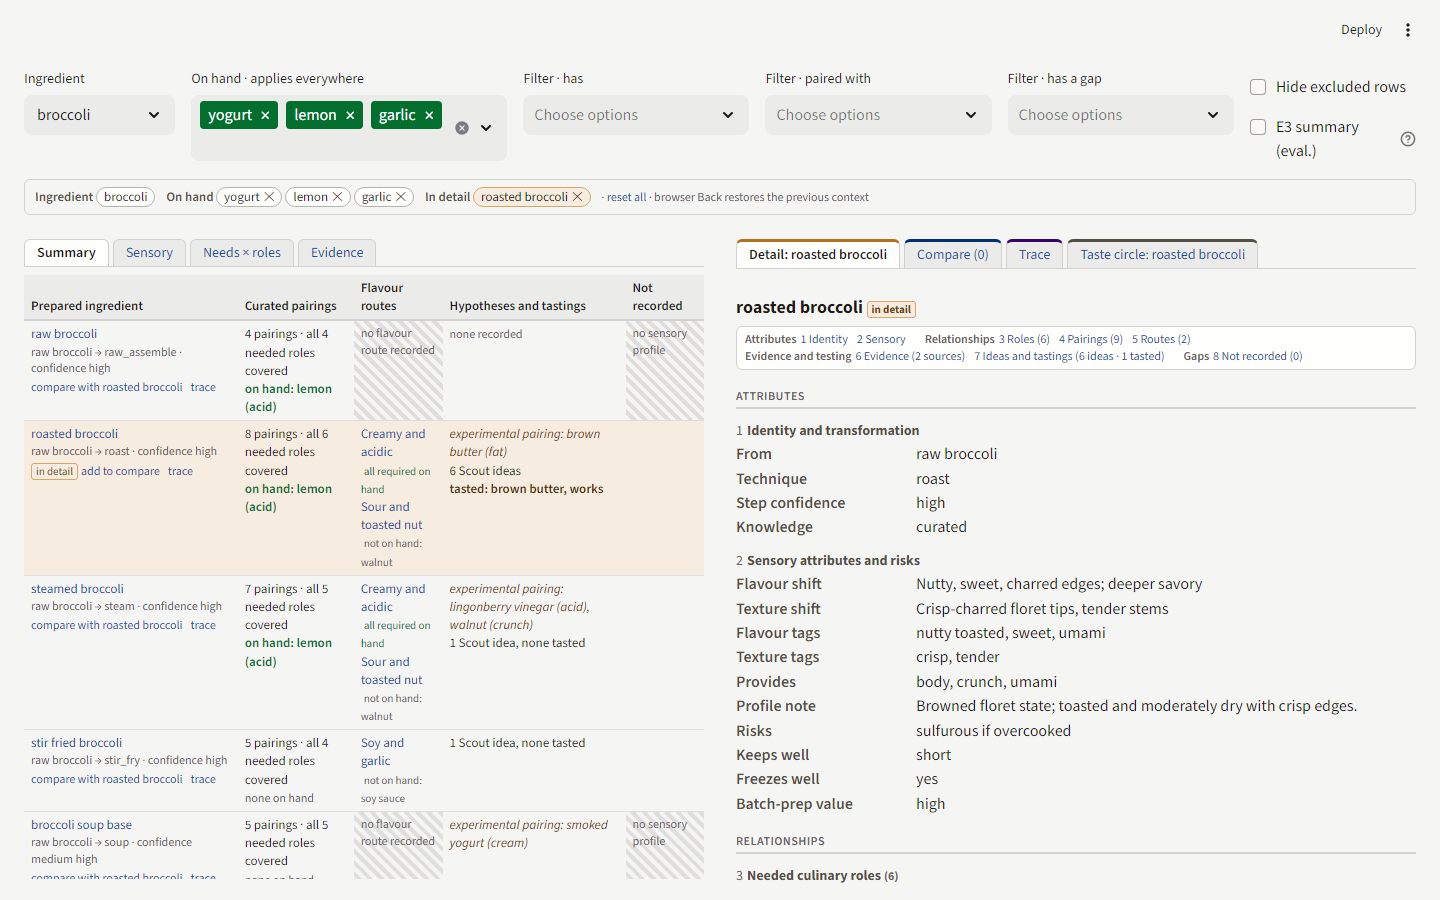 Deploy
Ingredient
On hand · applies everywhere
Filter · has
Filter · paired with
Filter · has a gap
broccoli
yogurt × lemon × garlic ×
Choose options
Choose options
Choose options
Hide excluded rows
E3 summary
(eval.)
Ingredient broccoli On hand yogurt × lemon × garlic × In detail roasted broccoli × · reset all · browser Back restores the previous context
Summary
Sensory
Needs × roles
Evidence
Prepared ingredient
Curated pairings
Flavour
routes
Hypotheses and tastings
Not
recorded
raw broccoli
raw broccoli → raw_assemble ·
confidence high
compare with roasted broccoli trace
4 pairings · all 4
needed roles
covered
on hand: lemon
(acid)
no flavour
route recorded
none recorded
no sensory
profile
roasted broccoli
raw broccoli → roast · confidence high
in detail add to compare trace
8 pairings · all 6
needed roles
covered
on hand: lemon
(acid)
Creamy and
acidic
all required on
hand
Sour and
toasted nut
not on hand:
walnut
experimental pairing: brown
butter (fat)
6 Scout ideas
tasted: brown butter, works
steamed broccoli
raw broccoli → steam · confidence high
compare with roasted broccoli trace
7 pairings · all 5
needed roles
covered
on hand: lemon
(acid)
Creamy and
acidic
all required on
hand
Sour and
toasted nut
not on hand:
walnut
experimental pairing:
lingonberry vinegar (acid),
walnut (crunch)
1 Scout idea, none tasted
stir fried broccoli
raw broccoli → stir_fry · confidence high
compare with roasted broccoli trace
5 pairings · all 4
needed roles
covered
none on hand
Soy and
garlic
not on hand:
soy sauce
1 Scout idea, none tasted
broccoli soup base
raw broccoli → soup · confidence
medium high
compare with roasted broccoli trace
5 pairings · all 5
needed roles
covered
none on hand
no flavour
route recorded
experimental pairing: smoked
yogurt (cream)
no sensory
profile
Detail: roasted broccoli
Compare (0)
Trace
Taste circle: roasted broccoli
roasted broccoli in detail
Attributes 1 Identity 2 Sensory Relationships 3 Roles (6) 4 Pairings (9) 5 Routes (2)
Evidence and testing 6 Evidence (2 sources) 7 Ideas and tastings (6 ideas · 1 tasted) Gaps 8 Not recorded (0)
ATTRIBUTES
1 Identity and transformation
From raw broccoli
Technique roast
Step confidence high
Knowledge curated
2 Sensory attributes and risks
Flavour shift Nutty, sweet, charred edges; deeper savory
Texture shift Crisp-charred floret tips, tender stems
Flavour tags nutty toasted, sweet, umami
Texture tags crisp, tender
Provides body, crunch, umami
Profile note Browned floret state; toasted and moderately dry with crisp edges.
Risks sulfurous if overcooked
Keeps well short
Freezes well yes
Batch-prep value high
RELATIONSHIPS
3 Needed culinary roles (6)